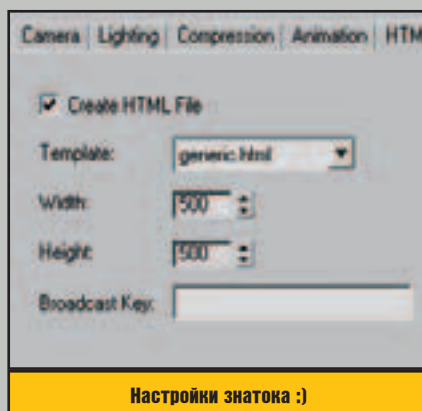 Camera Lighting Compression Animation HTM
Create HTML File
Template: generic.html
Width: 500
Height: 500
Broadcast Key:
Настройки знатока :)